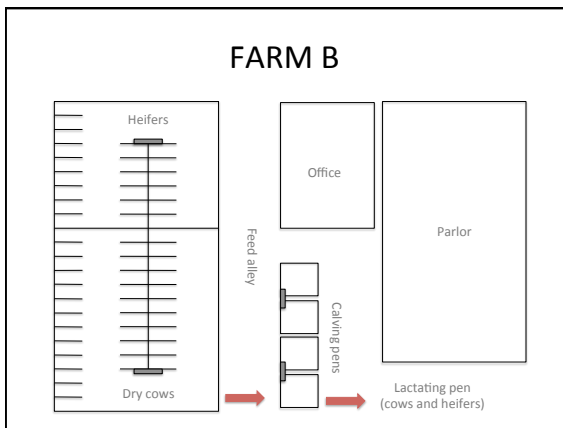 FARM B
Heifers
Office
Parlor
Feed alley
Calving pens
Dry cows
Lactating pen
(cows and heifers)